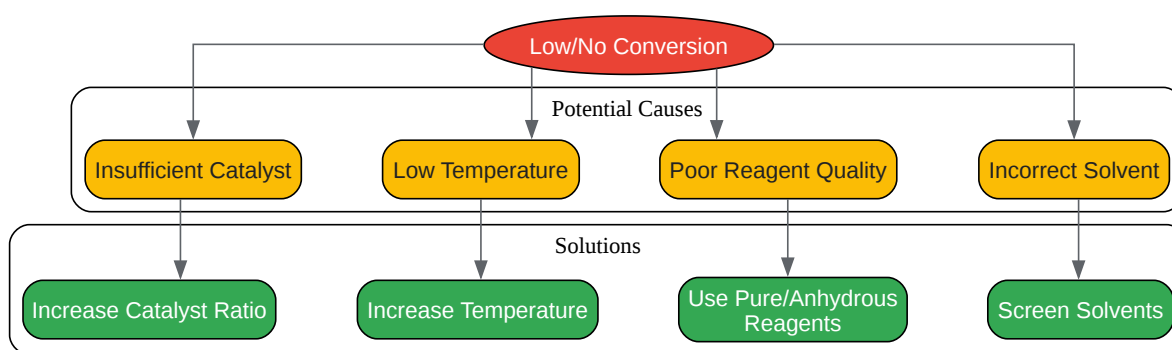 Low/No Conversion
Potential Causes
Insufficient Catalyst
Low Temperature
Poor Reagent Quality
Incorrect Solvent
Solutions
Increase Catalyst Ratio
Increase Temperature
Use Pure/Anhydrous
Reagents
Screen Solvents